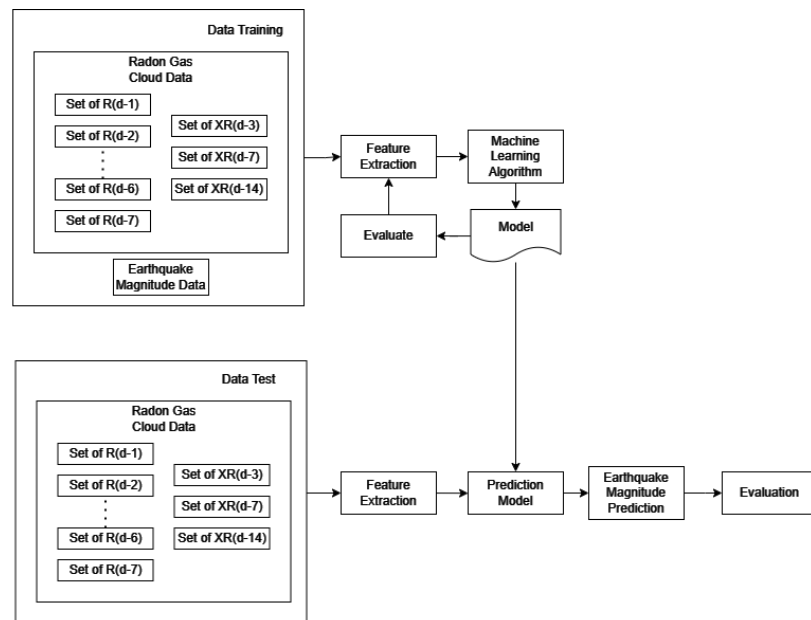 Data Training
Radon Gas
Cloud Data
Set of R(d-1)
Set of R(d-2)
Set of R(d-6)
Set of R(d-7)
Set of XR(d-3)
Set of XR(d-7)
Set of XR(d-14)
Earthquake
Magnitude Data
Feature
Extraction
Machine
Learning
Algorithm
Evaluate
Model
Data Test
Radon Gas
Cloud Data
Set of R(d-1)
Set of R(d-2)
Set of R(d-6)
Set of R(d-7)
Set of XR(d-3)
Set of XR(d-7)
Set of XR(d-14)
Feature
Extraction
Prediction
Model
Earthquake
Magnitude
Prediction
Evaluation